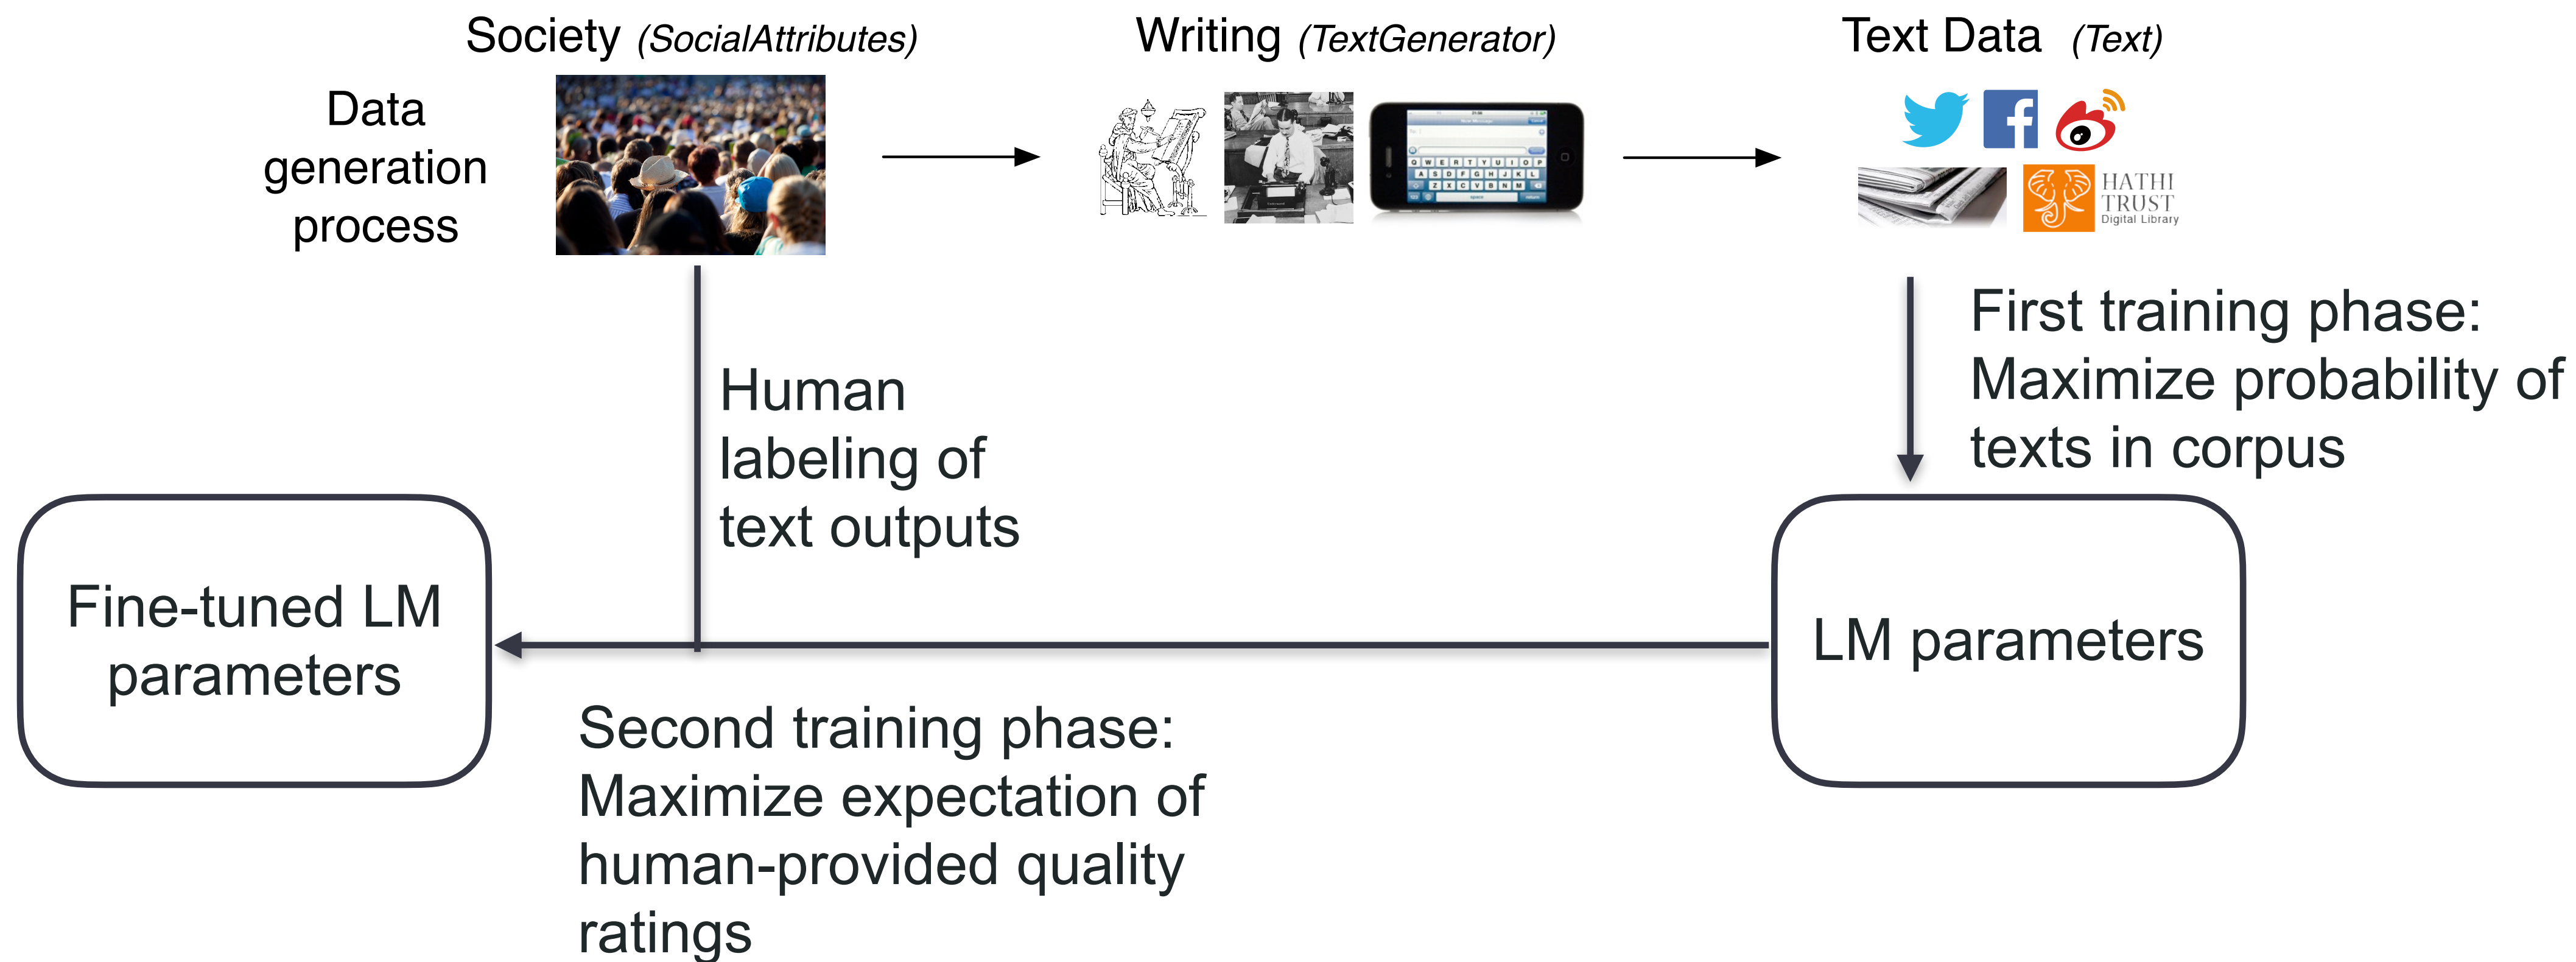 Society (SocialAttributes)
Writing (TextGenerator)
Text Data (Text)
Data
generation
process
HATHI
TRUST
Digital Library
Q W E R T Y U I O P
A S D F G H J K L
Z X C V B N M
space
First training phase:
Maximize probability of
texts in corpus
Human
labeling of
text outputs
Fine-tuned LM
parameters
LM parameters
Second training phase:
Maximize expectation of
human-provided quality
ratings